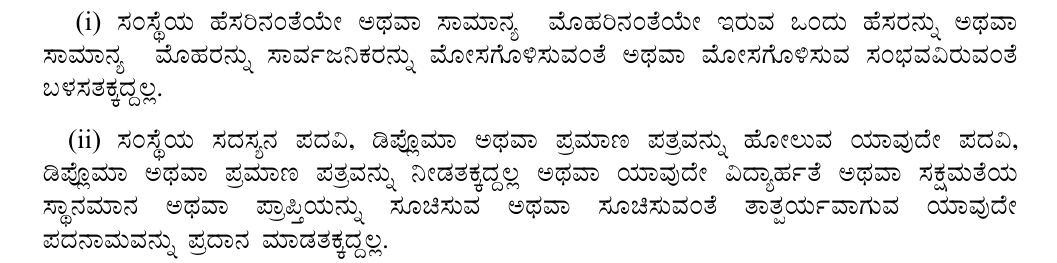 (i) ಸಂಸ್ಥೆಯ ಹೆಸರಿನಂತೆಯೇ ಅಥವಾ ಸಾಮಾನ್ಯ ಮೊಹರಿನಂತೆಯೇ ಇರುವ ಒಂದು ಹೆಸರನ್ನು ಅಥವಾ
ಸಾಮಾನ್ಯ ಮೊಹರನ್ನು ಸಾರ್ವಜನಿಕರನ್ನು ಮೋಸಗೊಳಿಸುವಂತೆ ಅಥವಾ ಮೋಸಗೊಳಿಸುವ ಸಂಭವವಿರುವಂತೆ
ಬಳಸತಕ್ಕದ್ದಲ್ಲ.
(ii) ಸಂಸ್ಥೆಯ ಸದಸ್ಯನ ಪದವಿ, ಡಿಪ್ಲೊಮಾ ಅಥವಾ ಪ್ರಮಾಣ ಪತ್ರವನ್ನು ಹೋಲುವ ಯಾವುದೇ ಪದವಿ,
ಡಿಪ್ಲೊಮಾ ಅಥವಾ ಪ್ರಮಾಣ ಪತ್ರವನ್ನು ನೀಡತಕ್ಕದ್ದಲ್ಲ ಅಥವಾ ಯಾವುದೇ ವಿದ್ಯಾರ್ಹತೆ ಅಥವಾ ಸಕ್ಷಮತೆಯ
ಸ್ಥಾನಮಾನ ಅಥವಾ ಪ್ರಾಪ್ತಿಯನ್ನು ಸೂಚಿಸುವ ಅಥವಾ ಸೂಚಿಸುವಂತೆ ತಾತ್ಪರ್ಯವಾಗುವ ಯಾವುದೇ
ಪದನಾಮವನ್ನು ಪ್ರದಾನ ಮಾಡತಕ್ಕದ್ದಲ್ಲ.